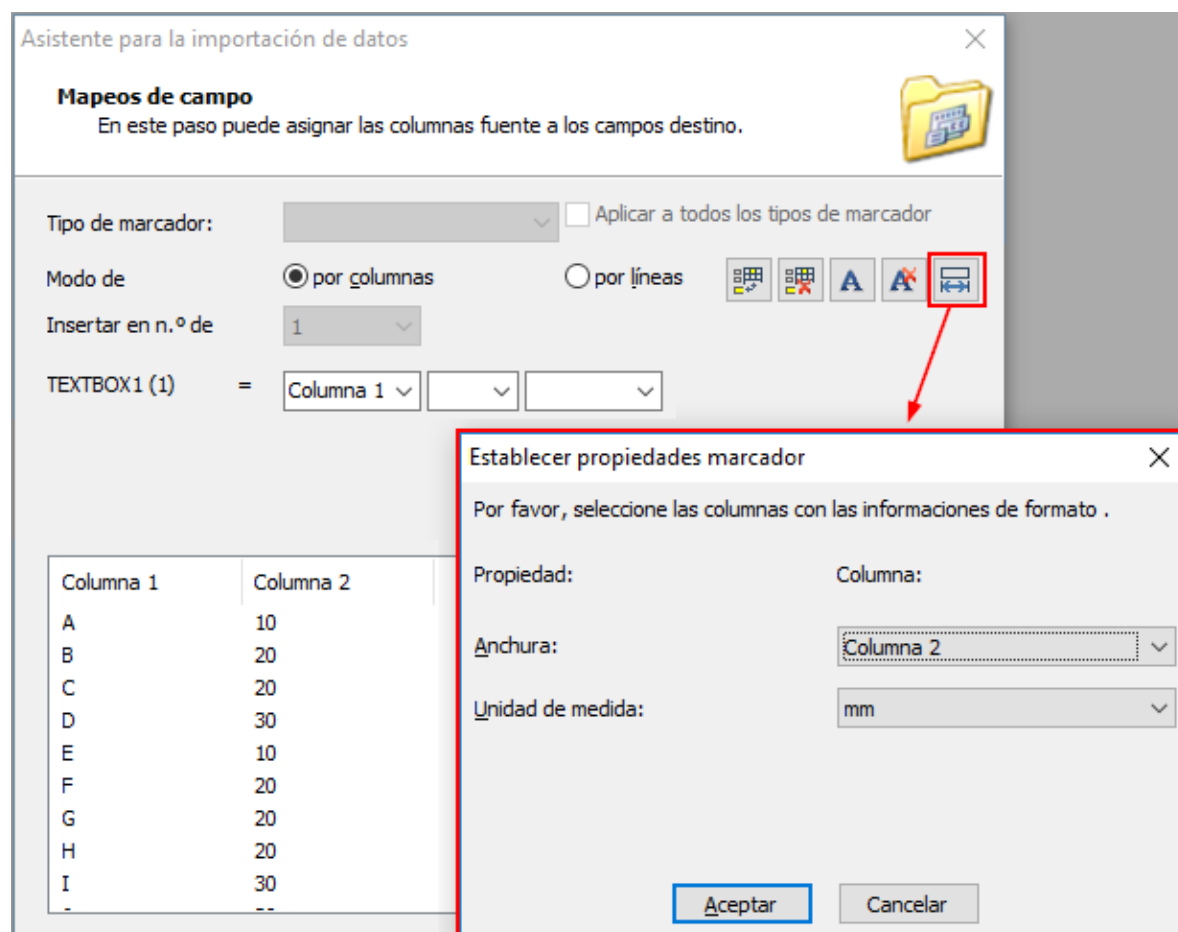 Asistente para la importación de datos
Mapeos de campo
En este paso puede asignar las columnas fuente a los campos destino.
Tipo de marcador:
Aplicar a todos los tipos de marcador
Modo de por columnas por líneas
A A
Insertar en n.º de 1
TEXTBOX1 (1) = Columna 1
Columna 1 Columna 2
A 10
B 20
C 20
D 30
E 10
F 20
G 20
H 20
I 30
Establecer propiedades marcador
Por favor, seleccione las columnas con las informaciones de formato .
Propiedad: Columna:
Anchura: Columna 2
Unidad de medida: mm
Aceptar Cancelar